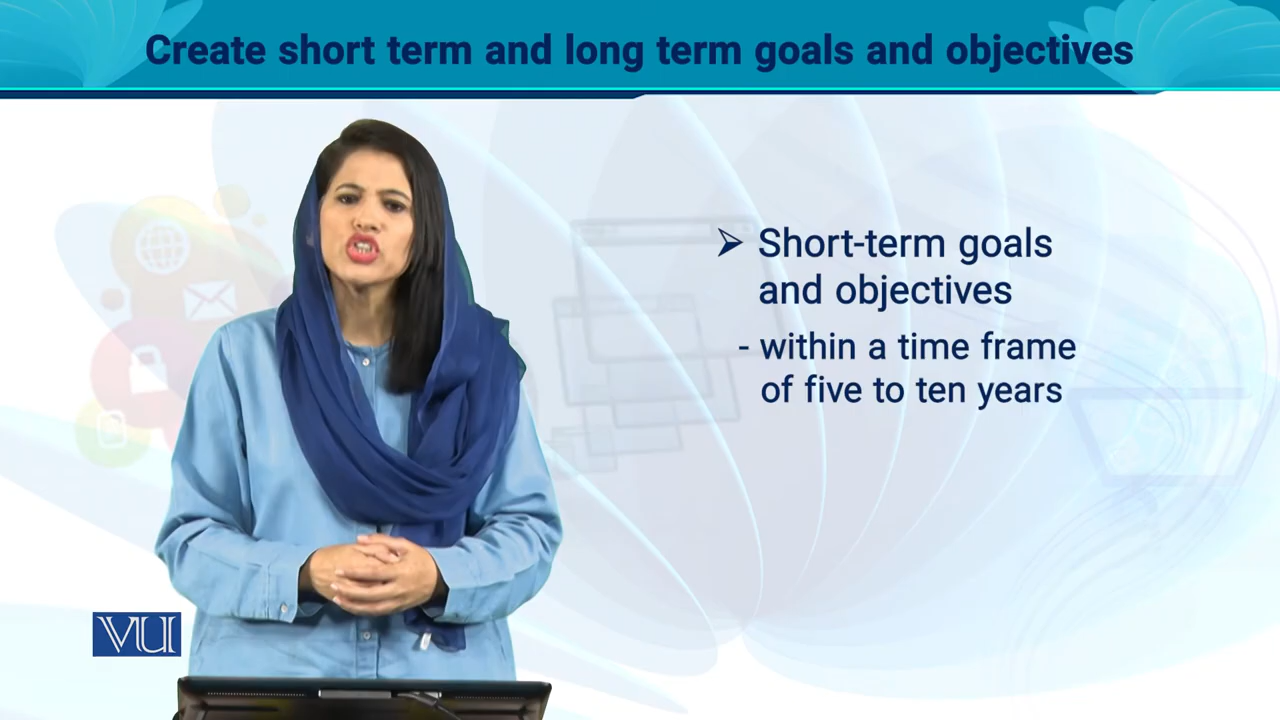 Create short term and long term goals and objectives
➢ Short-term goals
and objectives
- within a time frame
of five to ten years
VU